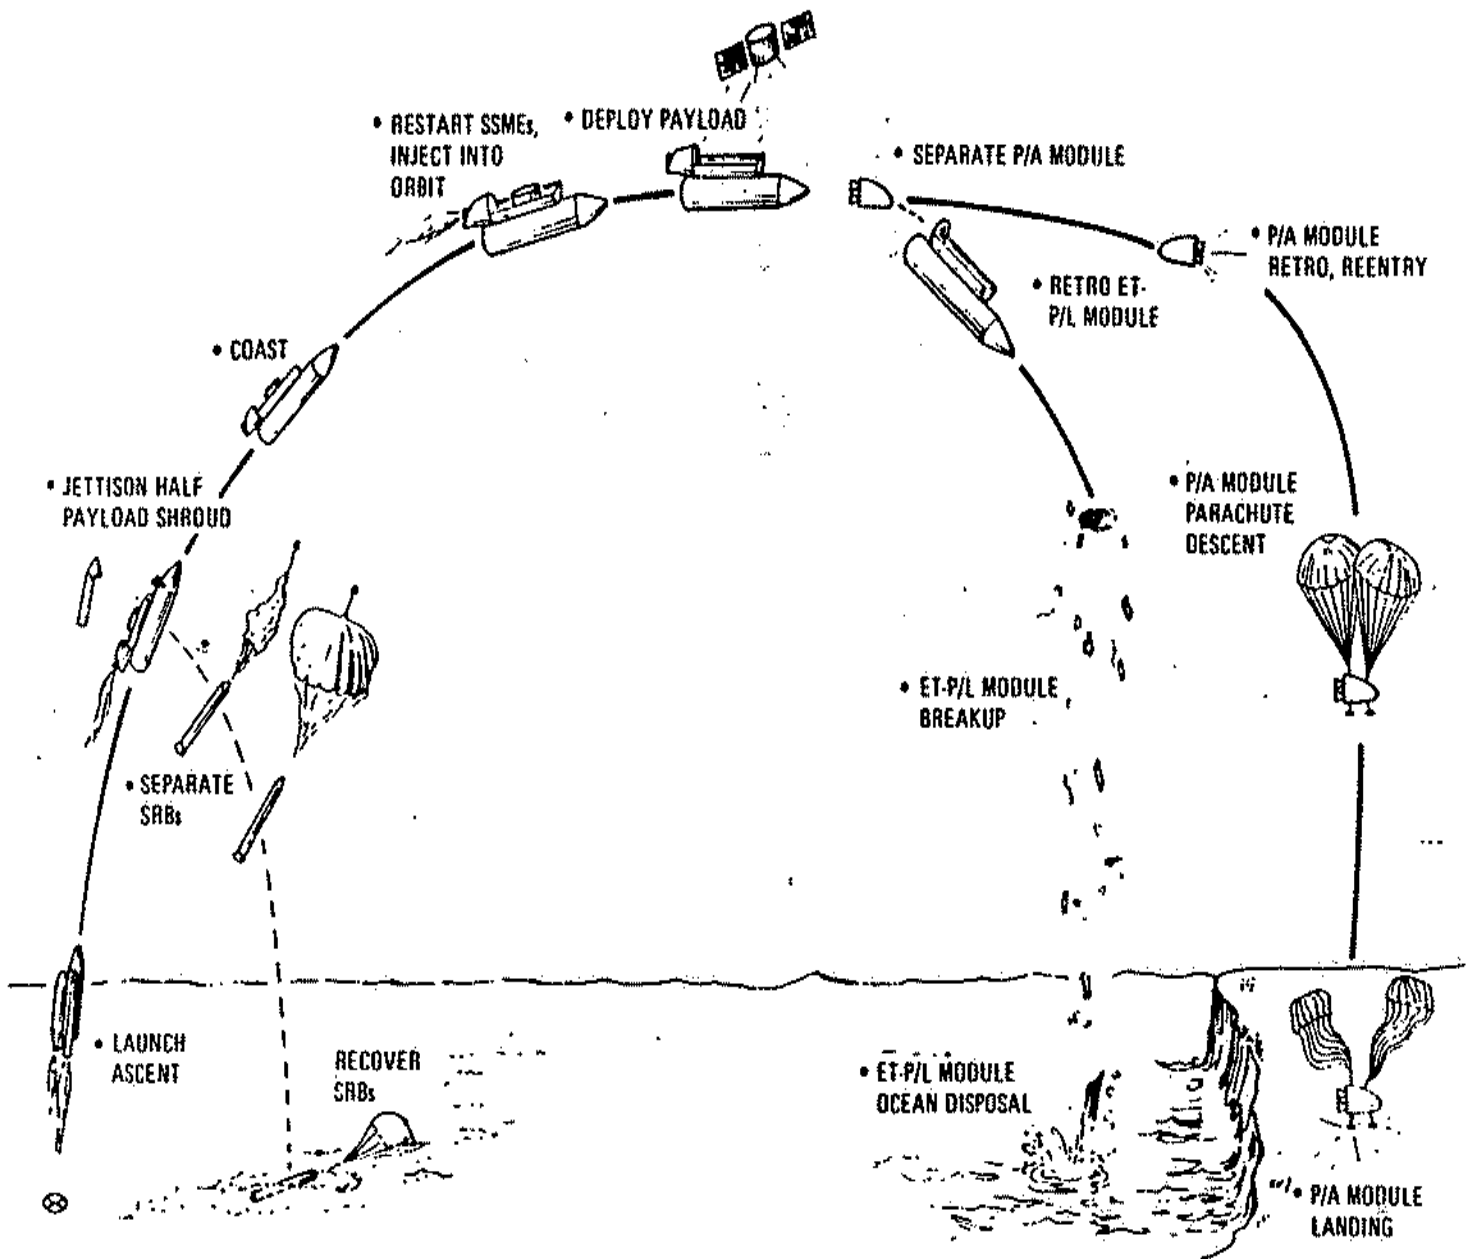 • LAUNCH
ASCENT
• SEPARATE
SRBs
RECOVER
SRBs
• JETTISON HALF
PAYLOAD SHROUD
• COAST
• RESTART SSMEs,
INJECT INTO
ORBIT
• DEPLOY PAYLOAD
• SEPARATE P/A MODULE
• RETRO ET-
P/L MODULE
• P/A MODULE
RETRO, REENTRY
• P/A MODULE
PARACHUTE
DESCENT
• ET-P/L MODULE
BREAKUP
• ET-P/L MODULE
OCEAN DISPOSAL
• P/A MODULE
LANDING